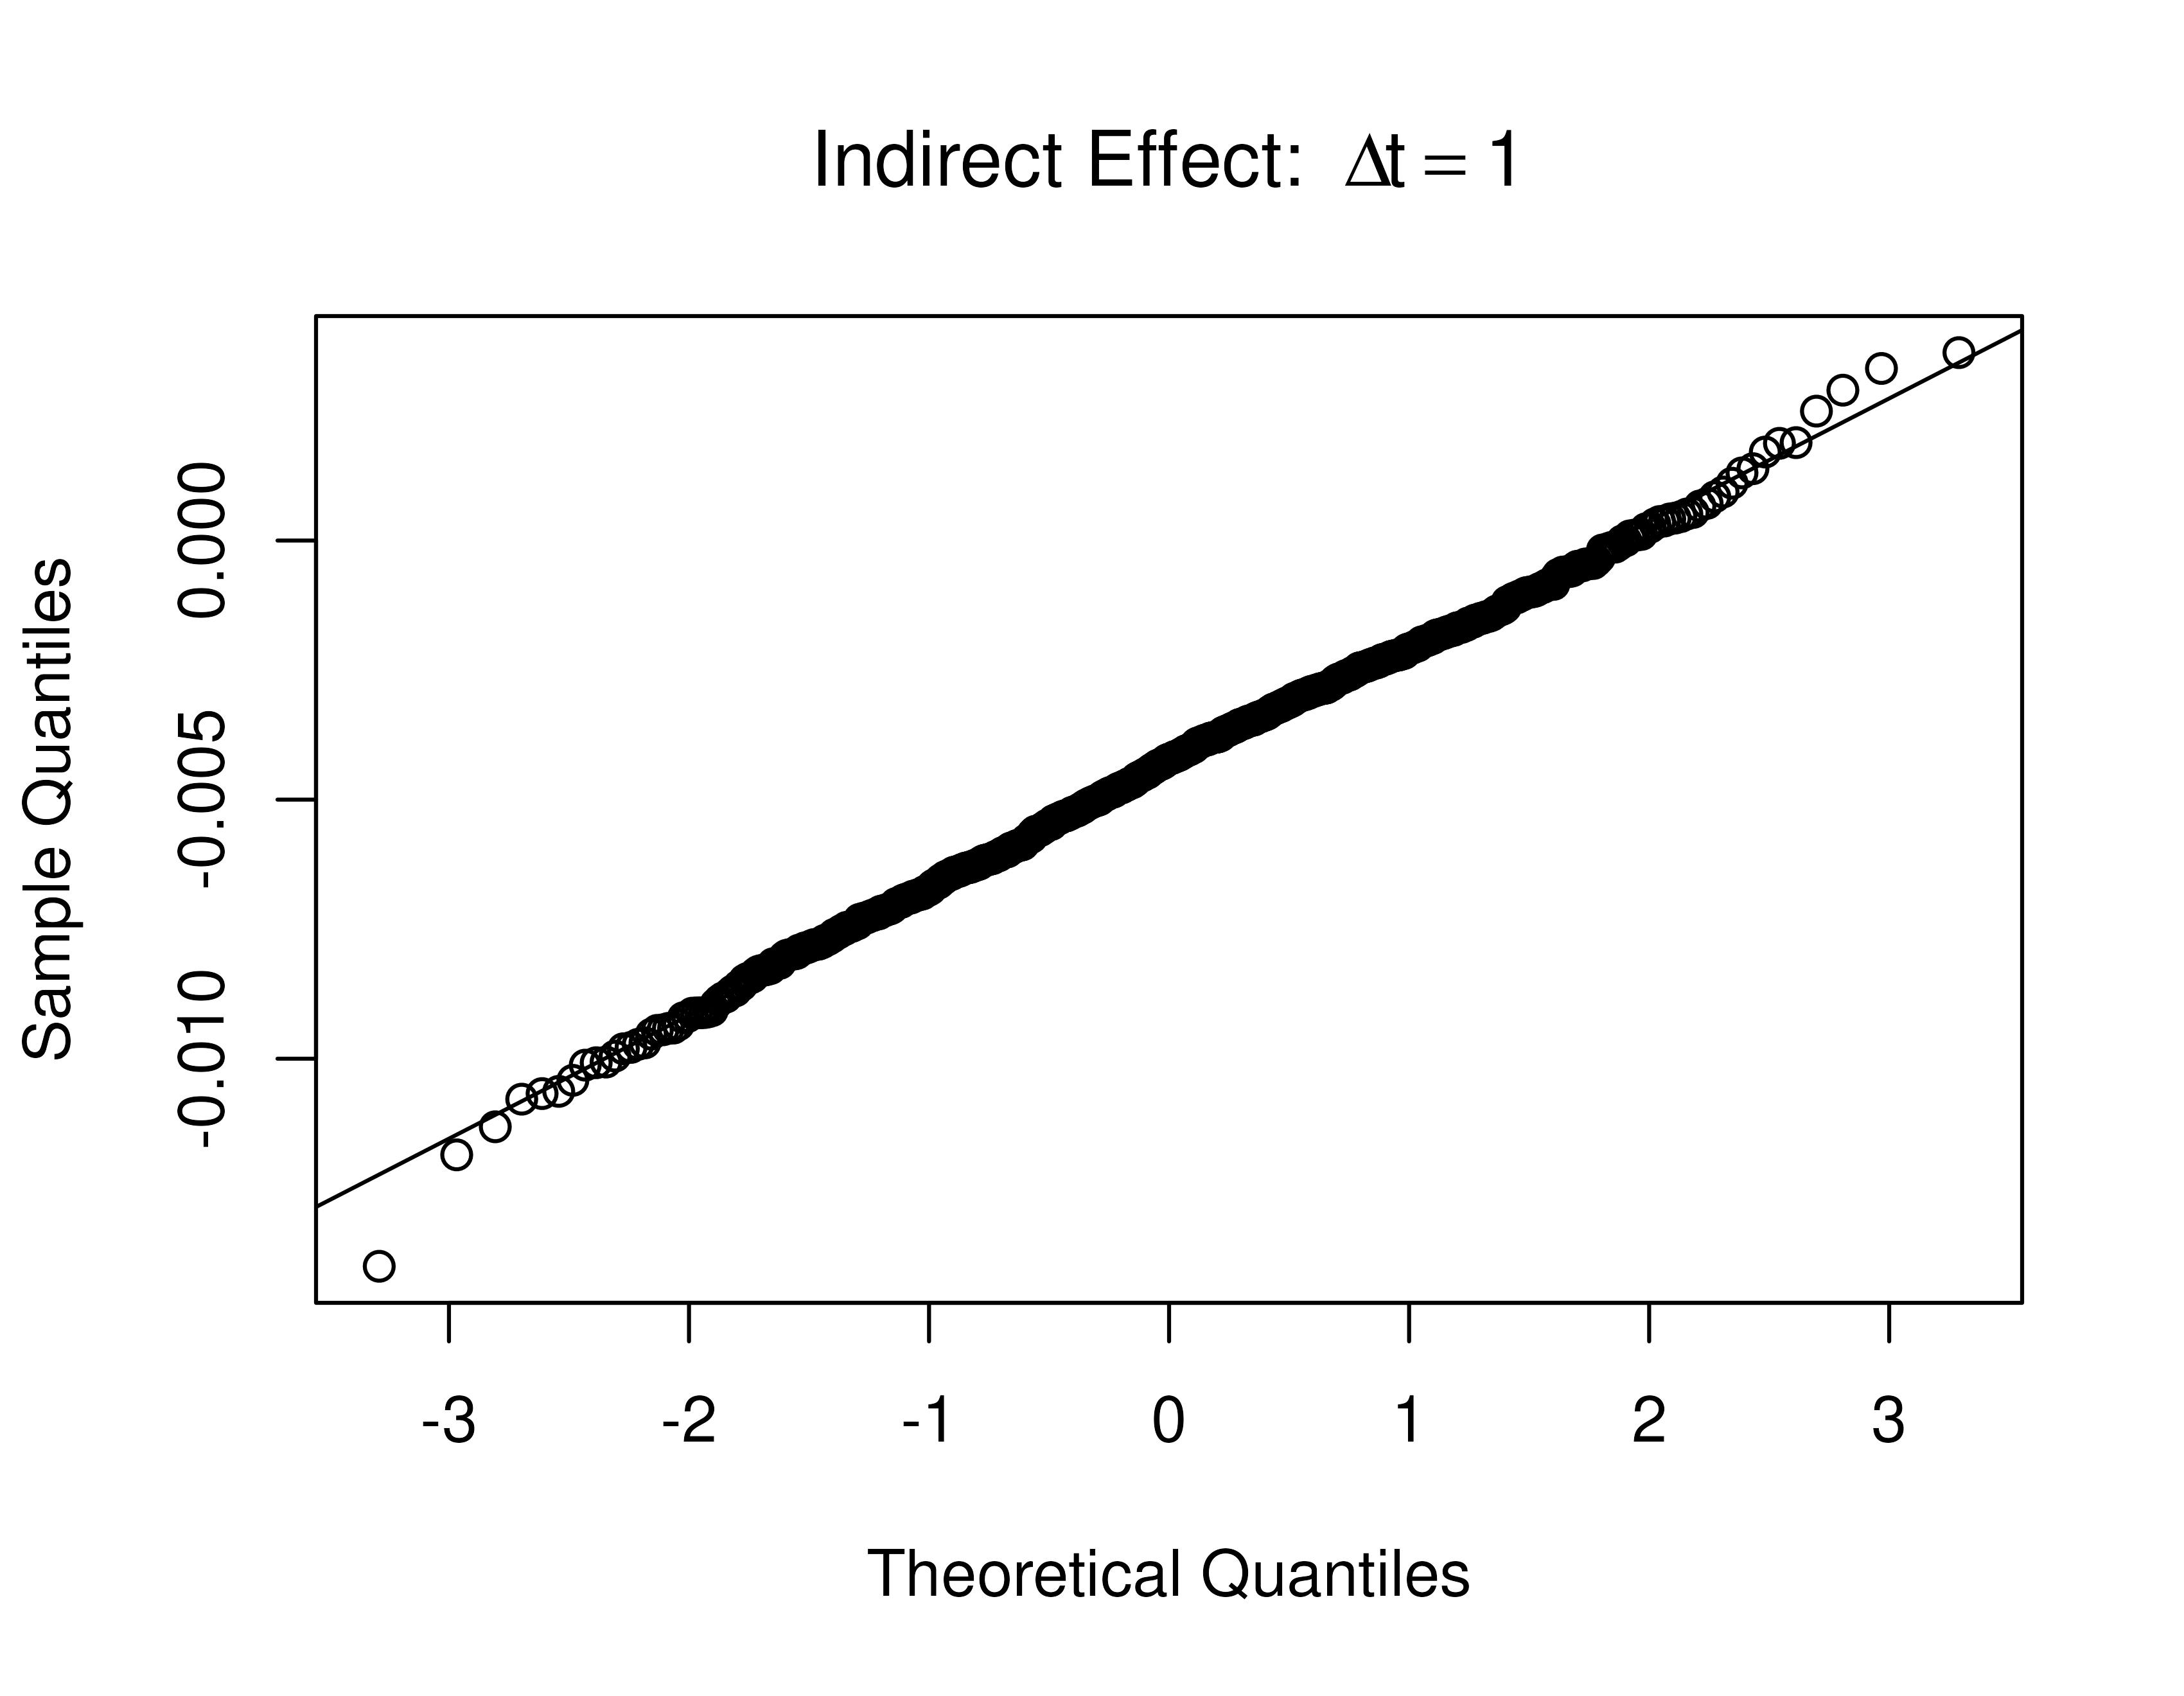 Indirect Effect: Δt = 1
Sample Quantiles
0.000
-0.005
-0.010
-3 -2 -1 0 1 2 3
Theoretical Quantiles